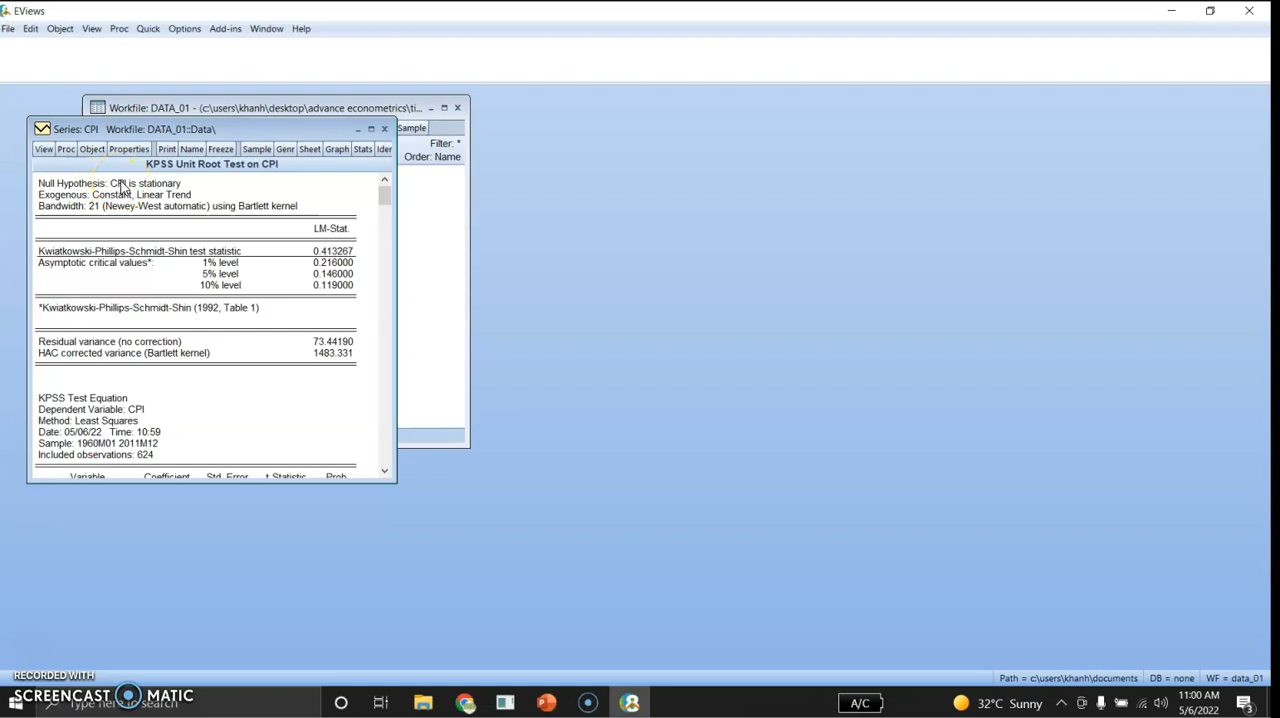 EViews
File Edit Object View Proc Quick Options Add-ins Window Help
Workfile: DATA_01 - (c:\users\khanh\desktop\advance econometrics\ti...
Sample
Filter: *
Order: Name
Series: CPI Workfile: DATA_01::Data\
View Proc Object Properties Print Name Freeze Sample Genr Sheet Graph Stats Iden
KPSS Unit Root Test on CPI
Null Hypothesis: CPI is stationary
Exogenous: Constant, Linear Trend
Bandwidth: 21 (Newey-West automatic) using Bartlett kernel
LM-Stat.
Kwiatkowski-Phillips-Schmidt-Shin test statistic 0.413267
Asymptotic critical values*: 1% level 0.216000
5% level 0.146000
10% level 0.119000
*Kwiatkowski-Phillips-Schmidt-Shin (1992, Table 1)
Residual variance (no correction) 73.44190
HAC corrected variance (Bartlett kernel) 1483.331
KPSS Test Equation
Dependent Variable: CPI
Method: Least Squares
Date: 05/06/22 Time: 10:59
Sample: 1960M01 2011M12
Included observations: 624
Variable Coefficient Std. Error t-Statistic Prob.
Path = c:\users\khanh\documents DB = none WF = data_01
RECORDED WITH
SCREENCAST MATIC
Type here to search
A/C
32°C Sunny
11:00 AM
5/6/2022
3